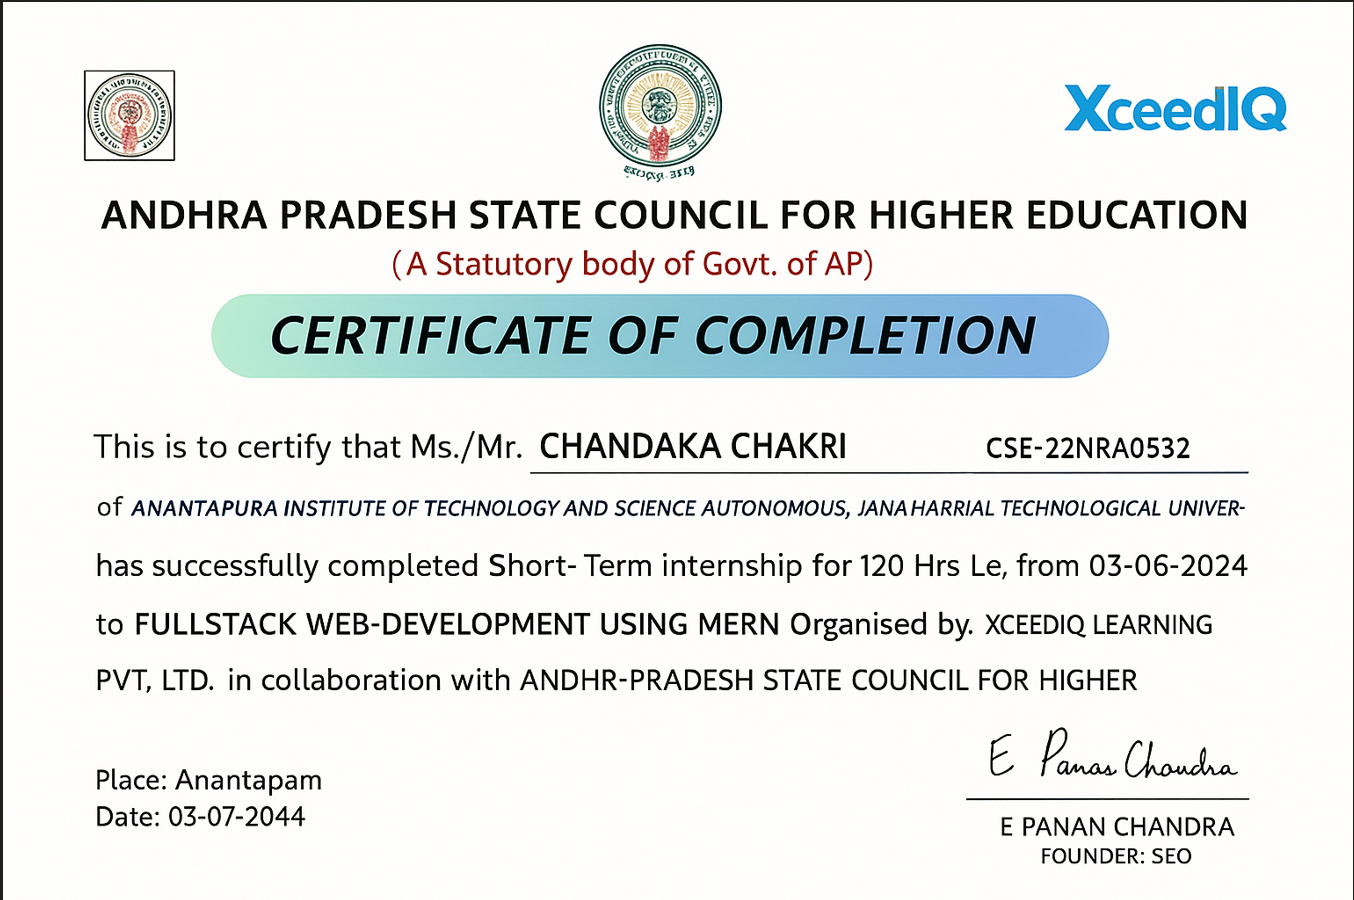 XceedIQ
ANDHRA PRADESH STATE COUNCIL FOR HIGHER EDUCATION
(A Statutory body of Govt. of AP)
CERTIFICATE OF COMPLETION
This is to certify that Ms./Mr. CHANDAKA CHAKRI CSE-22NRA0532
of ANANTAPURA INSTITUTE OF TECHNOLOGY AND SCIENCE AUTONOMOUS, JANAHARRIAL TECHNOLOGICAL UNIVER-
has successfully completed Short- Term internship for 120 Hrs Le, from 03-06-2024
to FULLSTACK WEB-DEVELOPMENT USING MERN Organised by. XCEEDIQ LEARNING
PVT, LTD. in collaboration with ANDHR-PRADESH STATE COUNCIL FOR HIGHER
Place: Anantapam
Date: 03-07-2044
E Panas Chandra
E PANAN CHANDRA
FOUNDER: SEO